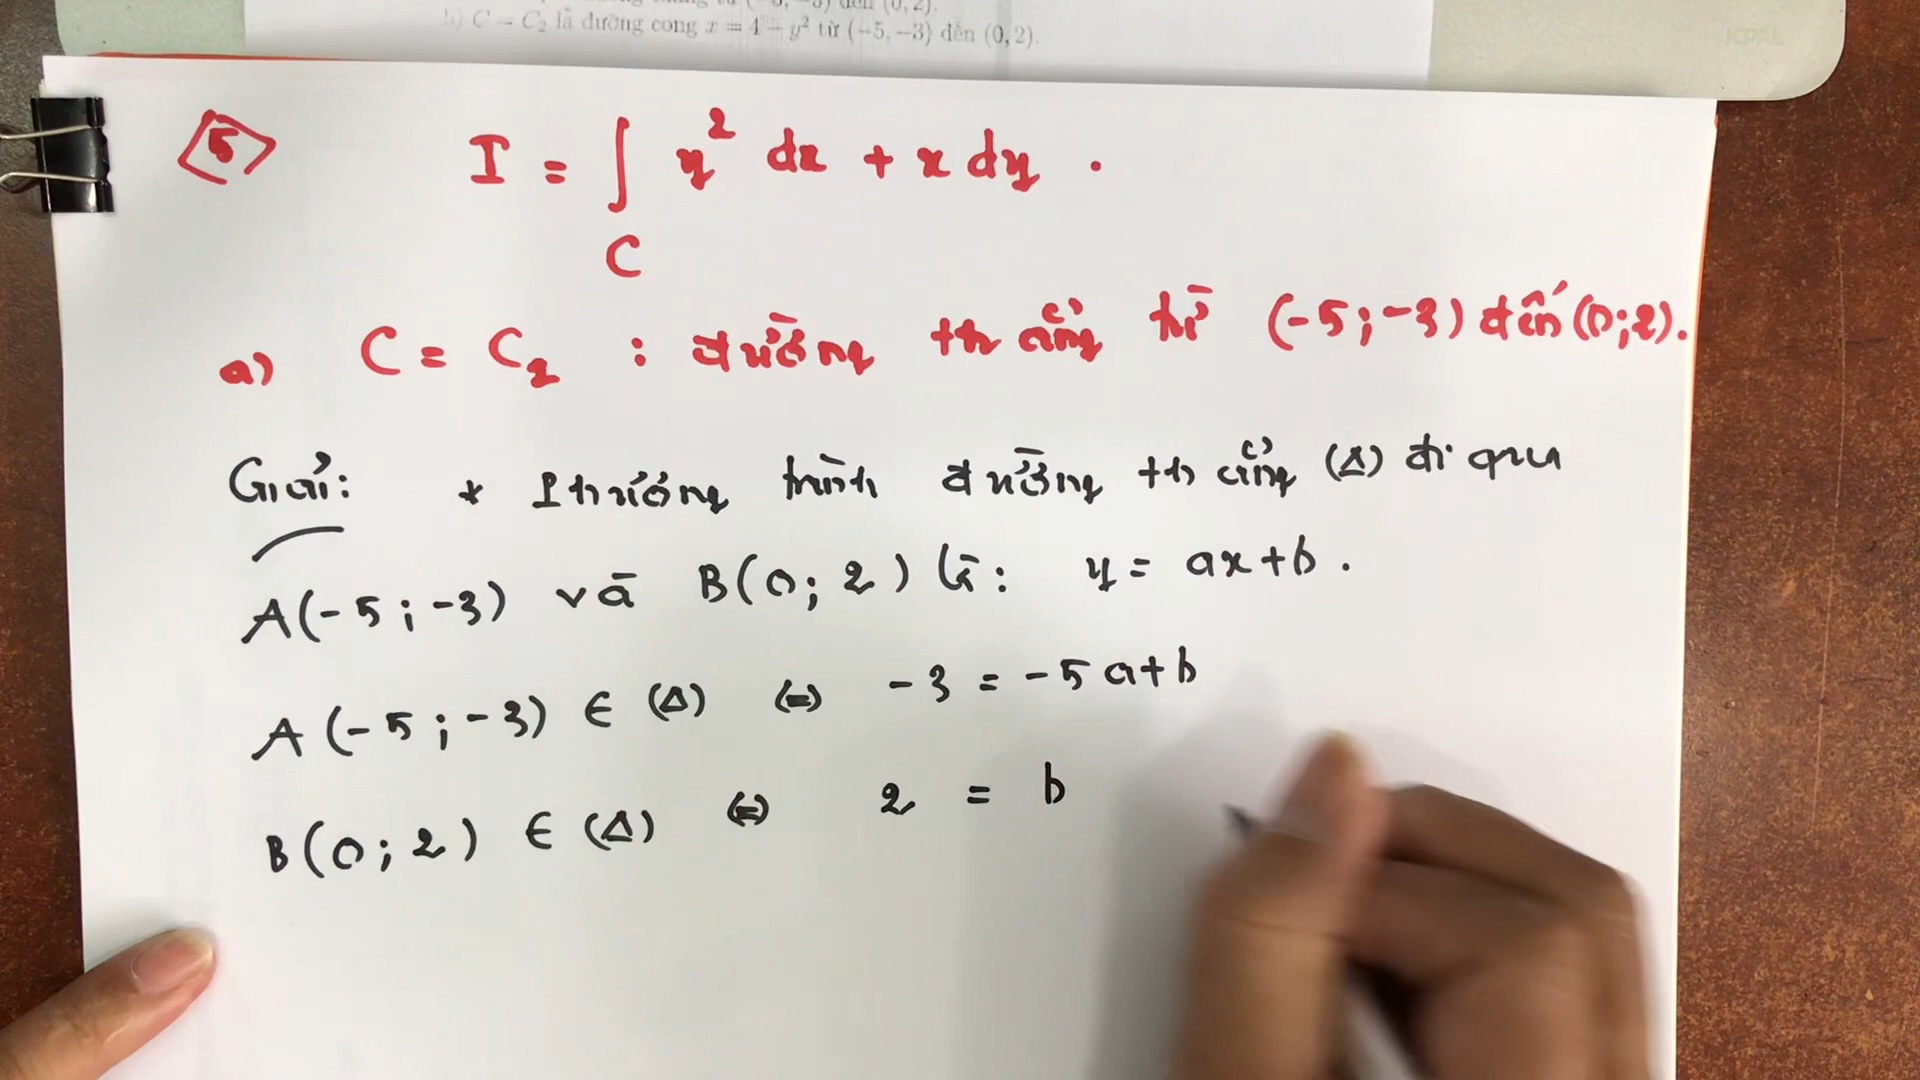 (0, 2).
b) C = C₂ là đường cong x = 4 − y² từ (−5, −3) đến (0, 2).
5 I = ∫ y² dx + x dy .
C
a) C = C₂ : đường thẳng từ (-5; -3) đến (0; 2).
Giải: * Phương trình đường thẳng (Δ) đi qua
A(-5; -3) và B(0; 2) là: y = ax + b .
A(-5; -3) ∈ (Δ) ⇔ -3 = -5a + b
B(0; 2) ∈ (Δ) ⇔ 2 = b